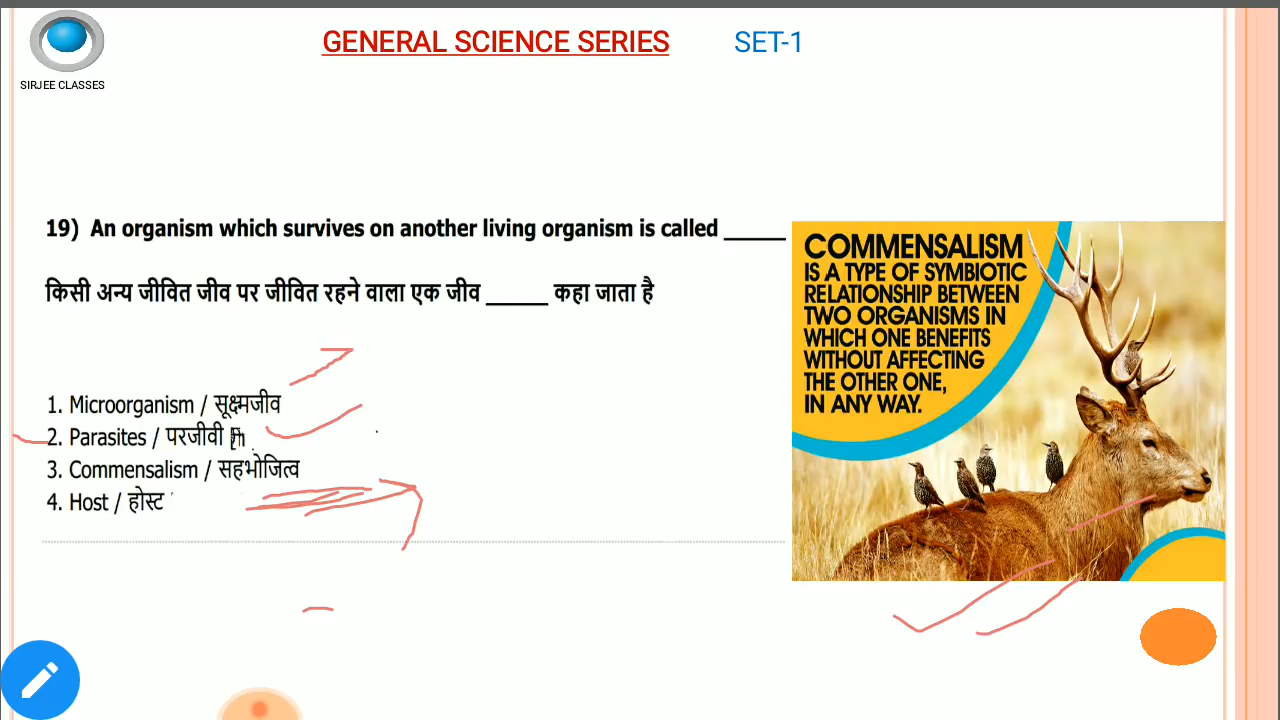 GENERAL SCIENCE SERIES SET-1
SIRJEE CLASSES
19) An organism which survives on another living organism is called _____
किसी अन्य जीवित जीव पर जीवित रहने वाला एक जीव _____ कहा जाता है
1. Microorganism / सूक्ष्मजीव
2. Parasites / परजीवी
3. Commensalism / सहभोजित्व
4. Host / होस्ट
COMMENSALISM
IS A TYPE OF SYMBIOTIC
RELATIONSHIP BETWEEN
TWO ORGANISMS IN
WHICH ONE BENEFITS
WITHOUT AFFECTING
THE OTHER ONE,
IN ANY WAY.